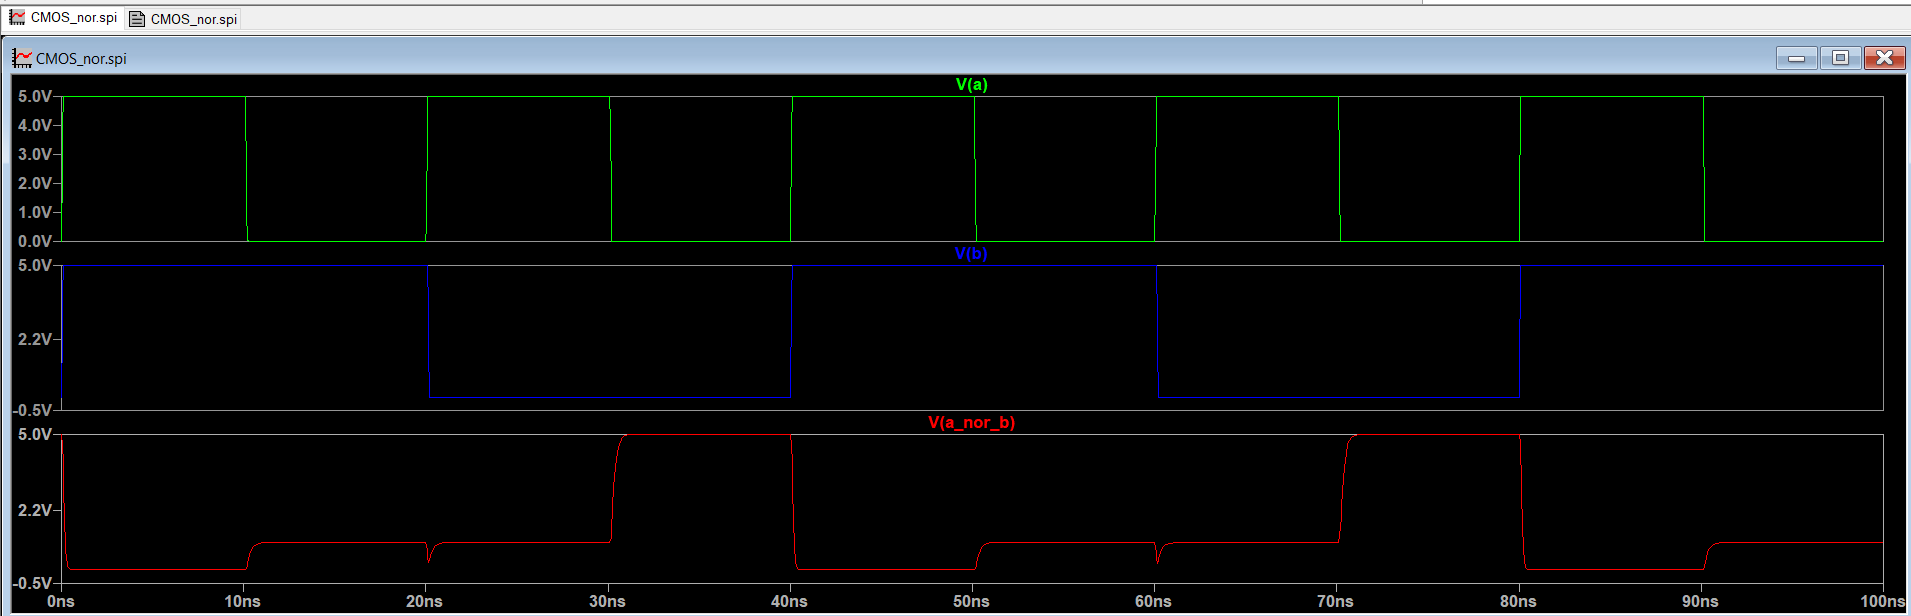 CMOS_nor.spi CMOS_nor.spi
CMOS_nor.spi
V(a)
5.0V
4.0V
3.0V
2.0V
1.0V
0.0V
V(b)
5.0V
2.2V
-0.5V
V(a_nor_b)
5.0V
2.2V
-0.5V
0ns 10ns 20ns 30ns 40ns 50ns 60ns 70ns 80ns 90ns 100ns